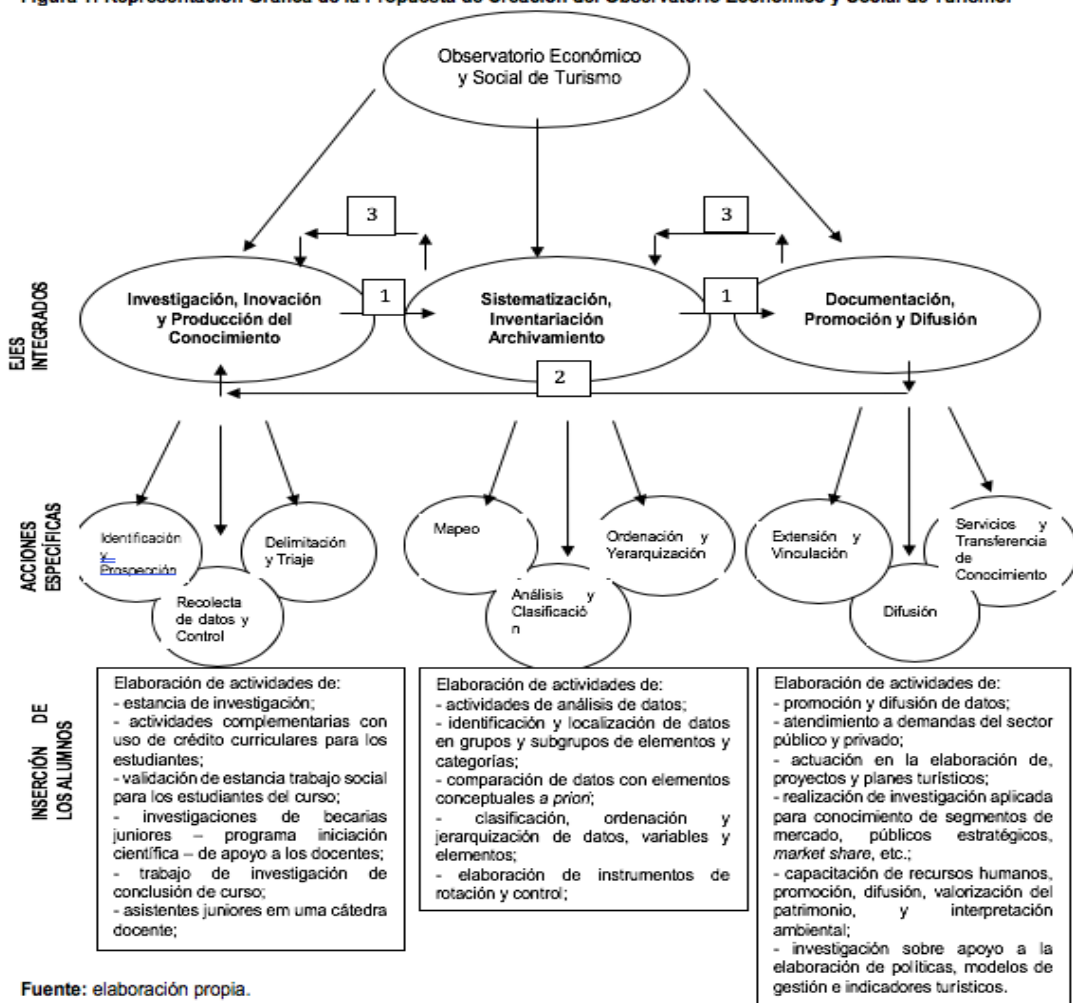 Figura 1. Representación Gráfica de la Propuesta de Creación del Observatorio Económico y Social de Turismo.
Observatorio Económico
y Social de Turismo
3
3
EJES
INTEGRADOS
Investigación, Inovación
y Producción del
Conocimiento
1
Sistematización,
Inventariación
Archivamiento
1
Documentación,
Promoción y Difusión
2
ACCIONES
ESPECÍFICAS
Identificación
y
Prospección
Delimitación
y Triaje
Recolecta
de datos y
Control
Mapeo
Ordenación y
Yerarquización
Análisis y
Clasificació
n
Extensión y
Vinculación
Servicios y
Transferencia
de
Conocimiento
Difusión
INSERCIÓN DE
LOS ALUMNOS
Elaboración de actividades de:
- estancia de investigación;
- actividades complementarias con
uso de crédito curriculares para los
estudiantes;
- validación de estancia trabajo social
para los estudiantes del curso;
- investigaciones de becarias
juniores – programa iniciación
científica – de apoyo a los docentes;
- trabajo de investigación de
conclusión de curso;
- asistentes juniores em uma cátedra
docente;
Elaboración de actividades de:
- actividades de análisis de datos;
- identificación y localización de datos
en grupos y subgrupos de elementos y
categorías;
- comparación de datos con elementos
conceptuales a priori;
- clasificación, ordenación y
jerarquización de datos, variables y
elementos;
- elaboración de instrumentos de
rotación y control;
Elaboración de actividades de:
- promoción y difusión de datos;
- atendimiento a demandas del sector
público y privado;
- actuación en la elaboración de,
proyectos y planes turísticos;
- realización de investigación aplicada
para conocimiento de segmentos de
mercado, públicos estratégicos,
market share, etc.;
- capacitación de recursos humanos,
promoción, difusión, valorización del
patrimonio, y interpretación
ambiental;
- investigación sobre apoyo a la
elaboración de políticas, modelos de
gestión e indicadores turísticos.
Fuente: elaboración propia.